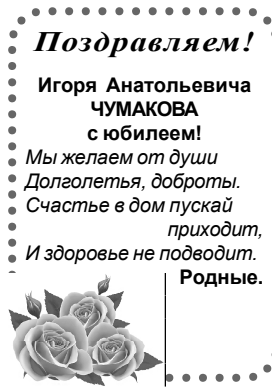 Поздравляем!
Игоря Анатольевича
ЧУМАКОВА
с юбилеем!
Мы желаем от души
Долголетья, доброты.
Счастье в дом пускай
приходит,
И здоровье не подводит.
Родные.